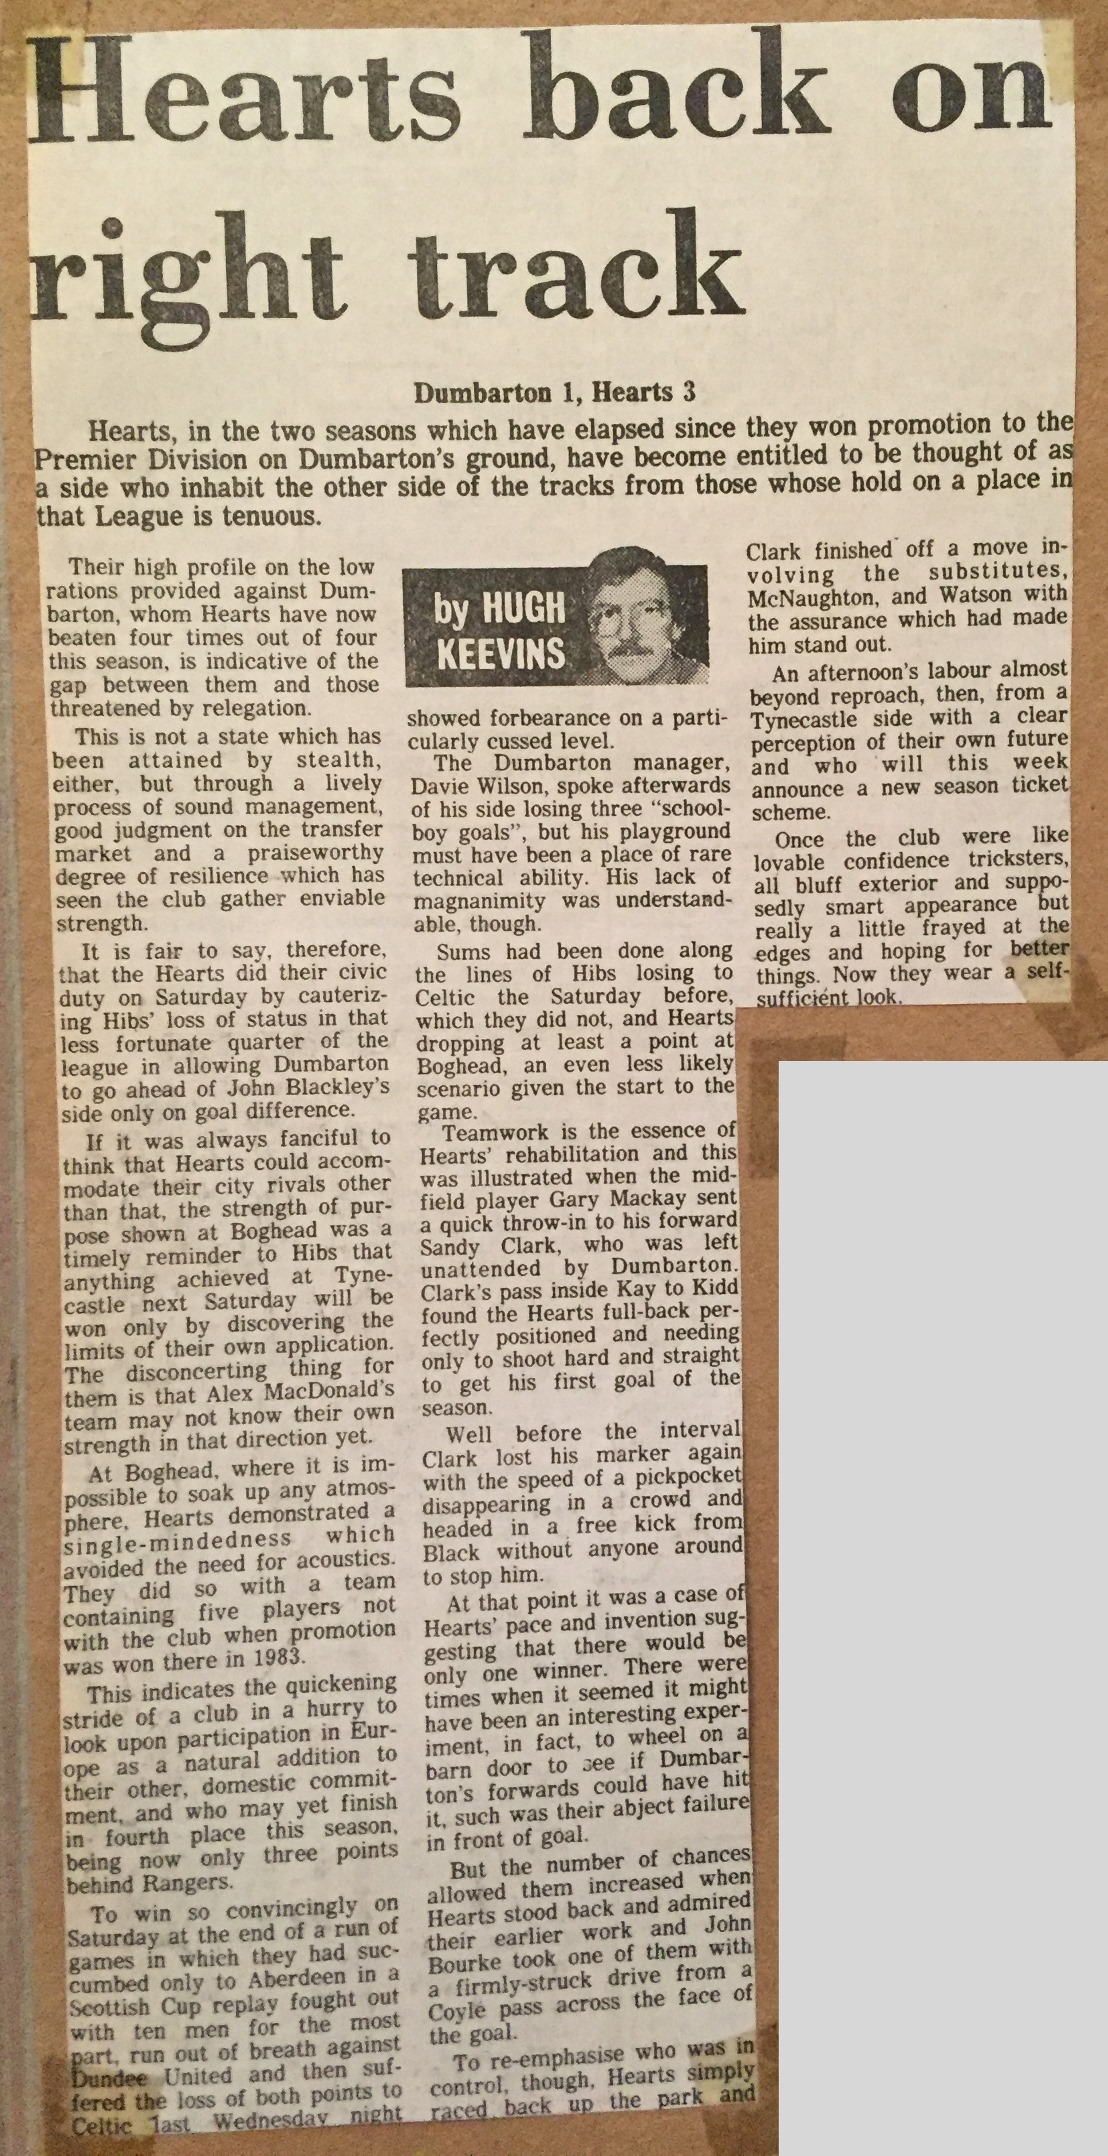 Hearts back on
right track
Dumbarton 1, Hearts 3
Hearts, in the two seasons which have elapsed since they won promotion to the
Premier Division on Dumbarton's ground, have become entitled to be thought of as
a side who inhabit the other side of the tracks from those whose hold on a place in
that League is tenuous.
Their high profile on the low
rations provided against Dum-
barton, whom Hearts have now
beaten four times out of four
this season, is indicative of the
gap between them and those
threatened by relegation.
This is not a state which has
been attained by stealth,
either, but through a lively
process of sound management,
good judgment on the transfer
market and a praiseworthy
degree of resilience which has
seen the club gather enviable
strength.
It is fair to say, therefore,
that the Hearts did their civic
duty on Saturday by cauteriz-
ing Hibs' loss of status in that
less fortunate quarter of the
league in allowing Dumbarton
to go ahead of John Blackley's
side only on goal difference.
If it was always fanciful to
think that Hearts could accom-
modate their city rivals other
than that, the strength of pur-
pose shown at Boghead was a
timely reminder to Hibs that
anything achieved at Tyne-
castle next Saturday will be
won only by discovering the
limits of their own application.
The disconcerting thing for
them is that Alex MacDonald's
team may not know their own
strength in that direction yet.
At Boghead, where it is im-
possible to soak up any atmos-
phere, Hearts demonstrated a
single-mindedness which
avoided the need for acoustics.
They did so with a team
containing five players not
with the club when promotion
was won there in 1983.
This indicates the quickening
stride of a club in a hurry to
look upon participation in Eur-
ope as a natural addition to
their other, domestic commit-
ment, and who may yet finish
in fourth place this season,
being now only three points
behind Rangers.
To win so convincingly on
Saturday at the end of a run of
games in which they had suc-
cumbed only to Aberdeen in a
Scottish Cup replay fought out
with ten men for the most
part, run out of breath against
Dundee United and then suf-
fered the loss of both points to
Celtic last Wednesday night
by HUGH
KEEVINS
showed forbearance on a parti-
cularly cussed level.
The Dumbarton manager,
Davie Wilson, spoke afterwards
of his side losing three "school-
boy goals", but his playground
must have been a place of rare
technical ability. His lack of
magnanimity was understand-
able, though.
Sums had been done along
the lines of Hibs losing to
Celtic the Saturday before,
which they did not, and Hearts
dropping at least a point at
Boghead, an even less likely
scenario given the start to the
game.
Teamwork is the essence of
Hearts' rehabilitation and this
was illustrated when the mid-
field player Gary Mackay sent
a quick throw-in to his forward
Sandy Clark, who was left
unattended by Dumbarton.
Clark's pass inside Kay to Kidd
found the Hearts full-back per-
fectly positioned and needing
only to shoot hard and straight
to get his first goal of the
season.
Well before the interval
Clark lost his marker again
with the speed of a pickpocket
disappearing in a crowd and
headed in a free kick from
Black without anyone around
to stop him.
At that point it was a case of
Hearts' pace and invention sug-
gesting that there would be
only one winner. There were
times when it seemed it might
have been an interesting exper-
iment, in fact, to wheel on a
barn door to see if Dumbar-
ton's forwards could have hit
it, such was their abject failure
in front of goal.
But the number of chances
allowed them increased when
Hearts stood back and admired
their earlier work and John
Bourke took one of them with
a firmly-struck drive from a
Coyle pass across the face of
the goal.
To re-emphasise who was in
control, though, Hearts simply
raced back up the park and
Clark finished off a move in-
volving the substitutes,
McNaughton, and Watson with
the assurance which had made
him stand out.
An afternoon's labour almost
beyond reproach, then, from a
Tynecastle side with a clear
perception of their own future
and who will this week
announce a new season ticket
scheme.
Once the club were like
lovable confidence tricksters,
all bluff exterior and suppo-
sedly smart appearance but
really a little frayed at the
edges and hoping for better
things. Now they wear a self-
sufficient look.